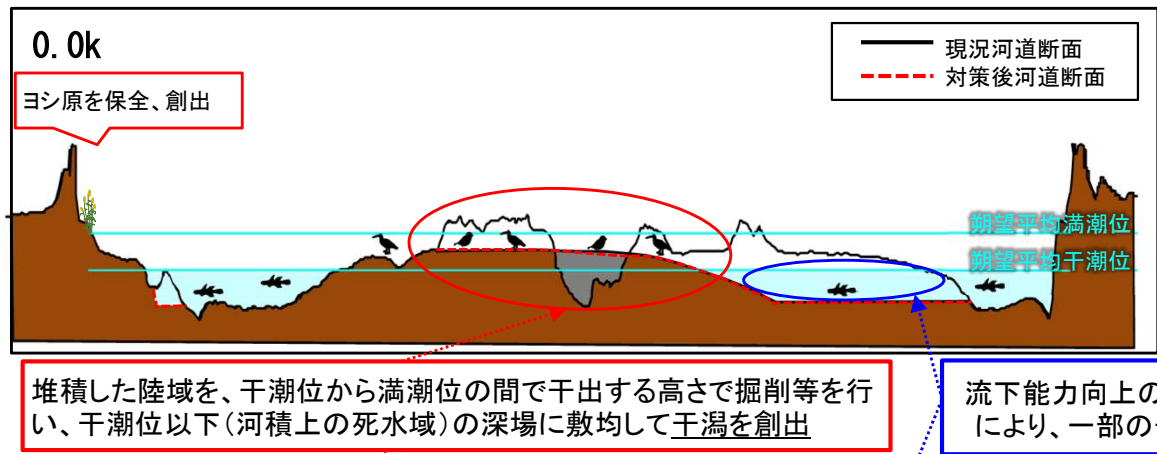 0.0k
現況河道断面
対策後河道断面
ヨシ原を保全、創出
朔望平均満潮位
朔望平均干潮位
堆積した陸域を、干潮位から満潮位の間で干出する高さで掘削等を行
い、干潮位以下(河積上の死水域)の深場に敷均して干潟を創出
流下能力向上の
により、一部の